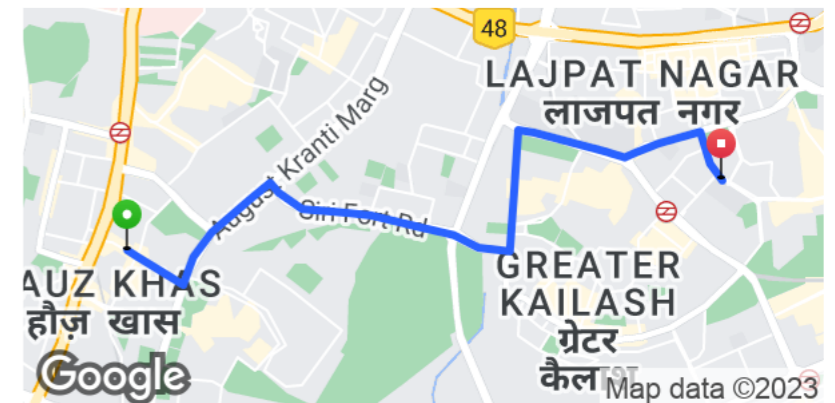 48
LAJPAT NAGAR
लाजपत नगर
August Kranti Marg
Siri Fort Rd
AUZ KHAS
हौज़ खास
GREATER
KAILASH
ग्रेटर
Google
Map data ©2023